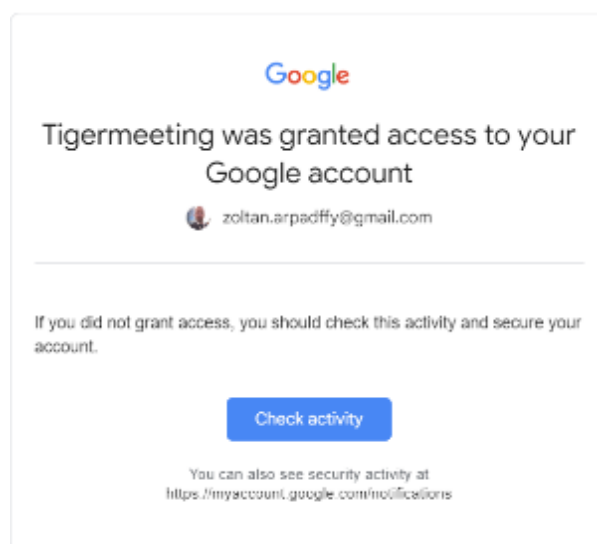 Google
Tigermeeting was granted access to your
Google account
zoltan.arpadffy@gmail.com
If you did not grant access, you should check this activity and secure your
account.
Check activity
You can also see security activity at
https://myaccount.google.com/notifications